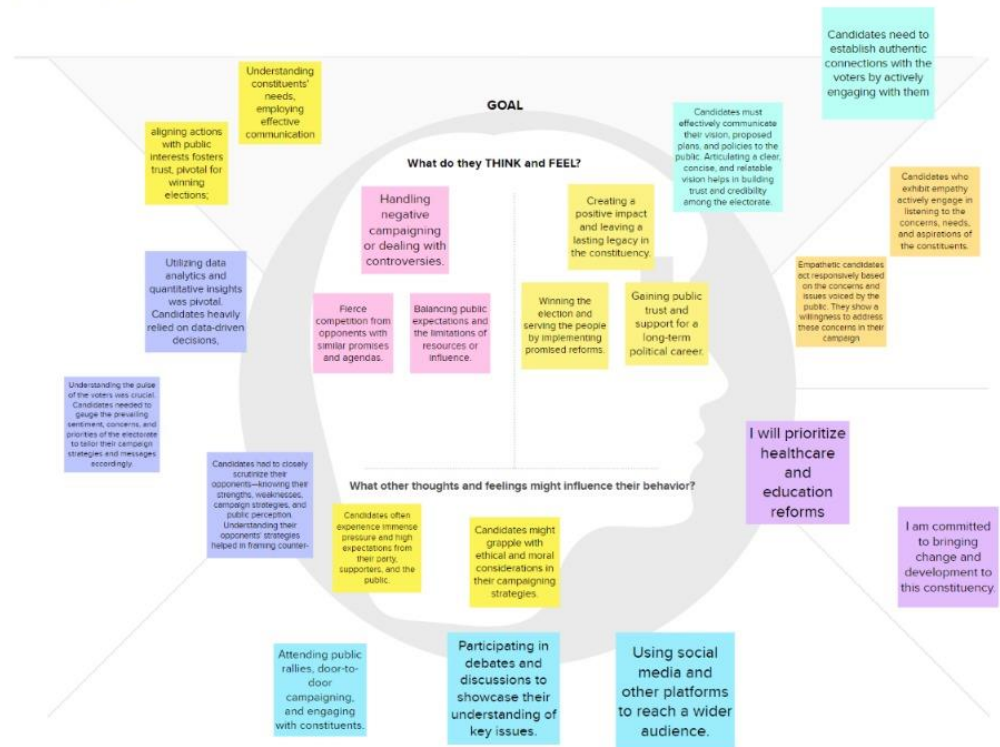 Candidates need to
establish authentic
connections with the
voters by actively
engaging with them
Understanding
constituents'
needs,
employing
effective
communication
GOAL
aligning actions
with public
interests fosters
trust, pivotal for
winning
elections;
Candidates must
effectively communicate
their vision, proposed
plans, and policies to the
public. Articulating a clear,
concise, and relatable
vision helps in building
trust and credibility
among the electorate.
What do they THINK and FEEL?
Handling
negative
campaigning
or dealing with
controversies.
Creating a
positive impact
and leaving a
lasting legacy in
the constituency.
Candidates who
exhibit empathy
actively engage in
listening to the
concerns, needs,
and aspirations of
the constituents.
Utilizing data
analytics and
quantitative insights
was pivotal.
Candidates heavily
relied on data-driven
decisions,
Fierce
competition from
opponents with
similar promises
and agendas.
Balancing public
expectations and
the limitations of
resources or
influence.
Winning the
election and
serving the people
by implementing
promised reforms.
Gaining public
trust and
support for a
long-term
political career.
Empathetic candidates
act responsively based
on the concerns and
issues voiced by the
public. They show a
willingness to address
these concerns in their
campaign
Understanding the pulse
of the voters was crucial.
Candidates needed to
gauge the prevailing
sentiment, concerns, and
priorities of the electorate
to tailor their campaign
strategies and messages
accordingly.
I will prioritize
healthcare
and
education
reforms
Candidates had to closely
scrutinize their
opponents—knowing their
strengths, weaknesses,
campaign strategies, and
public perception.
Understanding their
opponents' strategies
helped in framing counter-
What other thoughts and feelings might influence their behavior?
Candidates often
experience immense
pressure and high
expectations from
their party,
supporters, and the
public.
Candidates might
grapple with
ethical and moral
considerations in
their campaigning
strategies.
I am committed
to bringing
change and
development to
this constituency.
Attending public
rallies, door-to-
door
campaigning,
and engaging
with constituents.
Participating in
debates and
discussions to
showcase their
understanding of
key issues.
Using social
media and
other platforms
to reach a wider
audience.